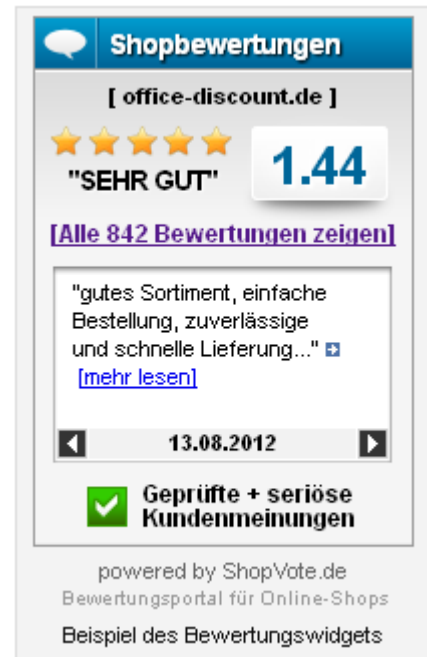 Shopbewertungen
[ office-discount.de ]
"SEHR GUT"
1.44
[Alle 842 Bewertungen zeigen]
"gutes Sortiment, einfache
Bestellung, zuverlässige
und schnelle Lieferung..."
[mehr lesen]
13.08.2012
Geprüfte + seriöse
Kundenmeinungen
powered by ShopVote.de
Bewertungsportal für Online-Shops
Beispiel des Bewertungswidgets